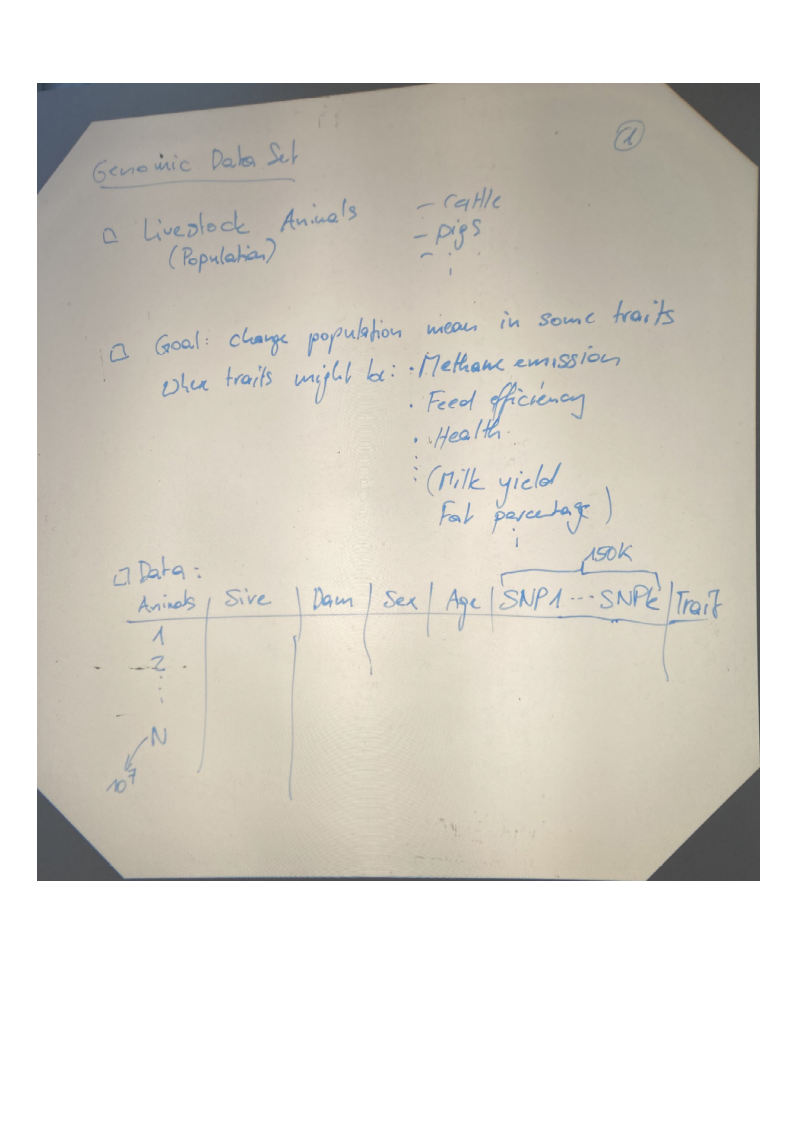 1
Genomic Data Set
□ Livestock Animals
(Population)
- cattle
- pigs
- ⋮
□ Goal: change population mean in some traits
where traits might be: · Methane emission
· Feed efficiency
· Health
⋮ (Milk yield
Fat percentage)
⋮
□ Data:
150K
Animals | Sire | Dam | Sex | Age | SNP1 ... SNPk | Trait
1
2
⋮
N
10^7